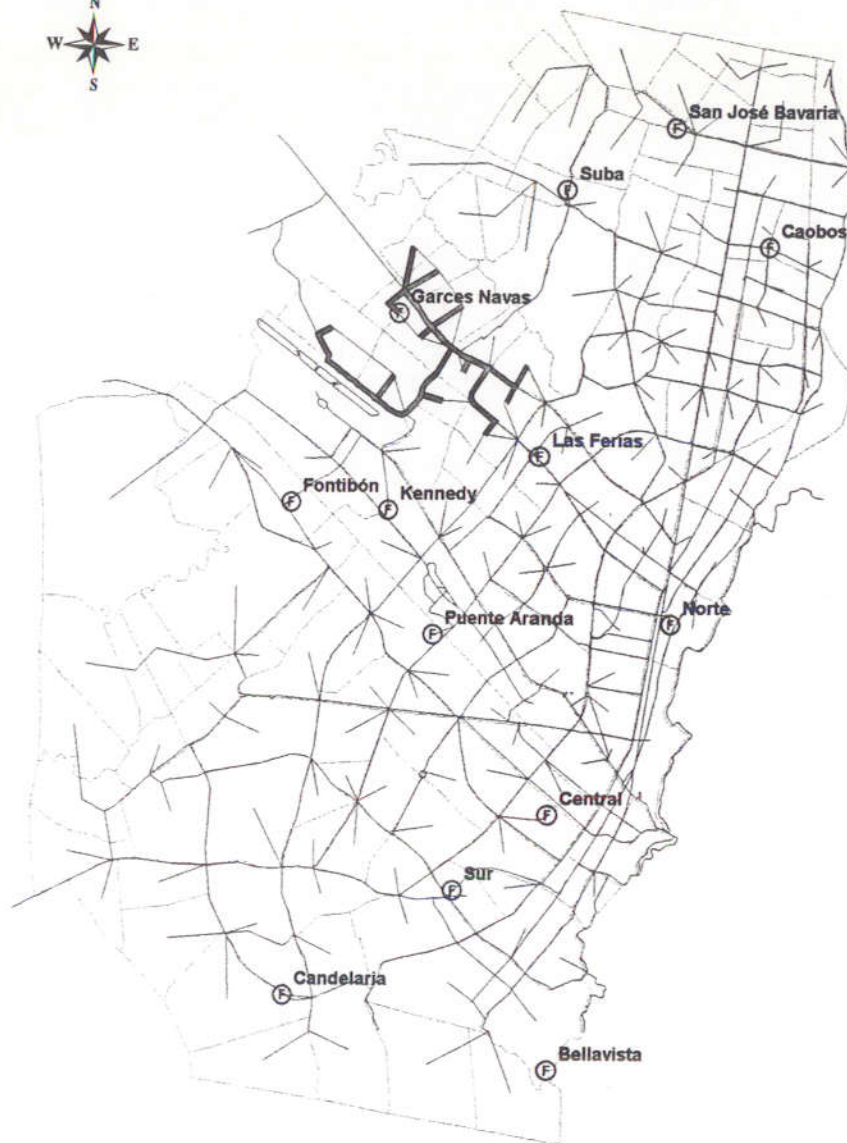 N
W E
S
San José Bavaria
F
Suba
F
Caobos
F
Garces Navas
F
Las Ferias
F
Fontibón
F
Kennedy
F
Puente Aranda
F
Norte
F
Central
F
Sur
F
Candelaria
F
Bellavista
F